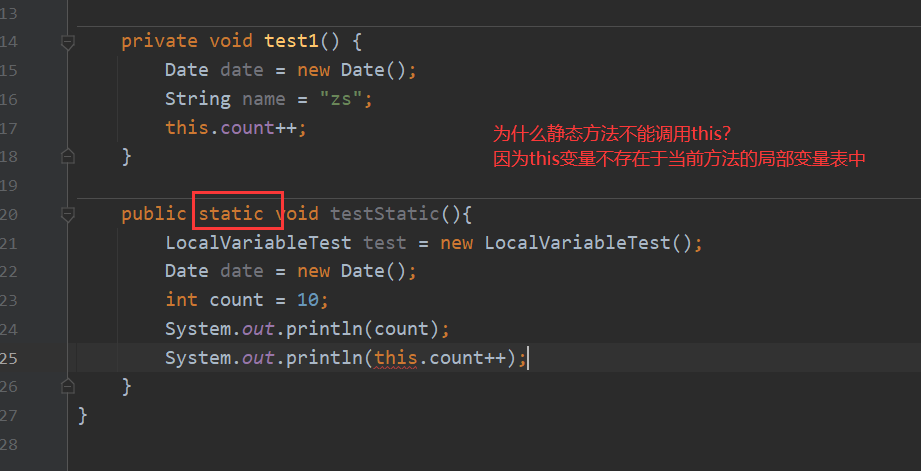 13
14 private void test1() {
15 Date date = new Date();
16 String name = "zs";
17 this.count++;
为什么静态方法不能调用this?
因为this变量不存在于当前方法的局部变量表中
18 }
19
20 public static void testStatic(){
21 LocalVariableTest test = new LocalVariableTest();
22 Date date = new Date();
23 int count = 10;
24 System.out.println(count);
25 System.out.println(this.count++);
26 }
27 }
28